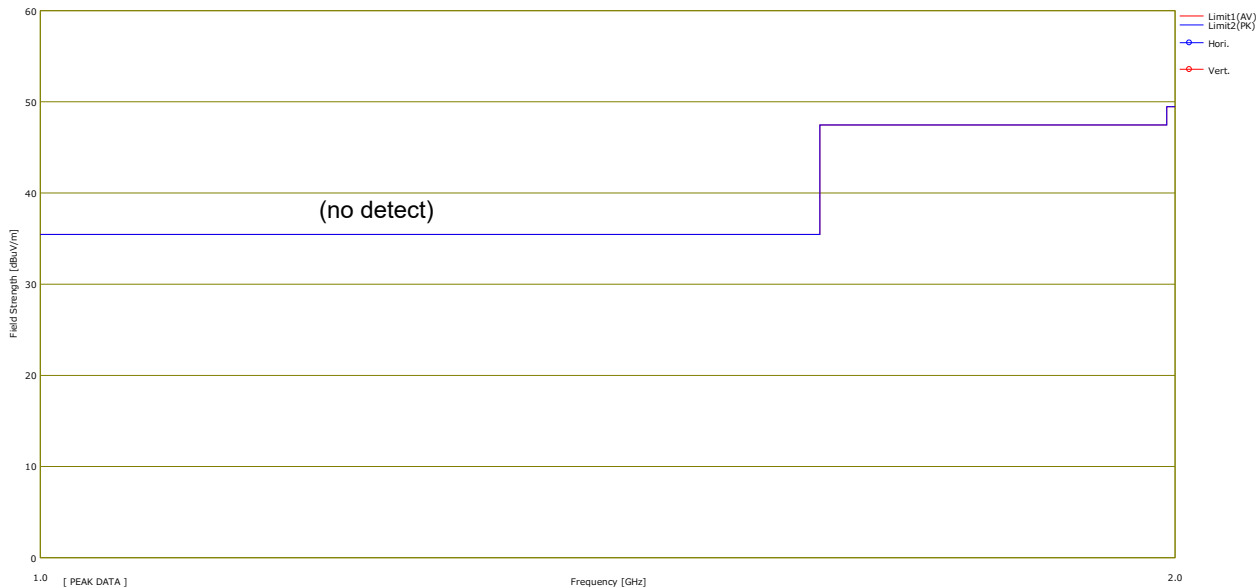 60
50
40
30
20
10
0
Field Strength [dBuV/m]
(no detect)
Limit1(AV)
Limit2(PK)
Hori.
Vert.
1.0
[ PEAK DATA ]
Frequency [GHz]
2.0